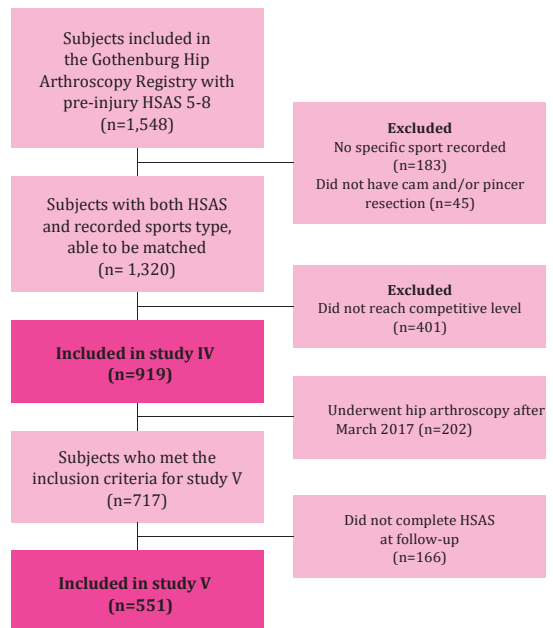 Subjects included in
the Gothenburg Hip
Arthroscopy Registry with
pre-injury HSAS 5-8
(n=1,548)
Excluded
No specific sport recorded
(n=183)
Did not have cam and/or pincer
resection (n=45)
Subjects with both HSAS
and recorded sports type,
able to be matched
(n= 1,320)
Excluded
Did not reach competitive level
(n=401)
Included in study IV
(n=919)
Underwent hip arthroscopy after
March 2017 (n=202)
Subjects who met the
inclusion criteria for study V
(n=717)
Did not complete HSAS
at follow-up
(n=166)
Included in study V
(n=551)